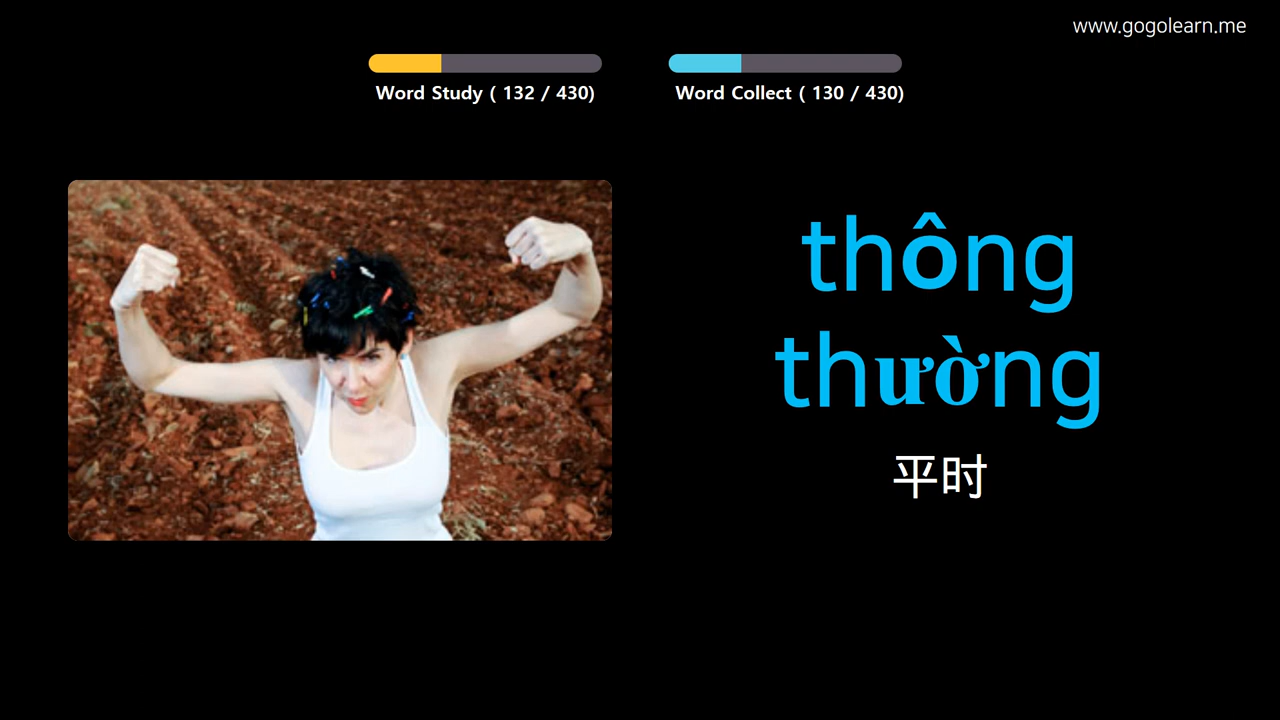 www.gogolearn.me
Word Study ( 132 / 430)
Word Collect ( 130 / 430)
thông
thường
平时